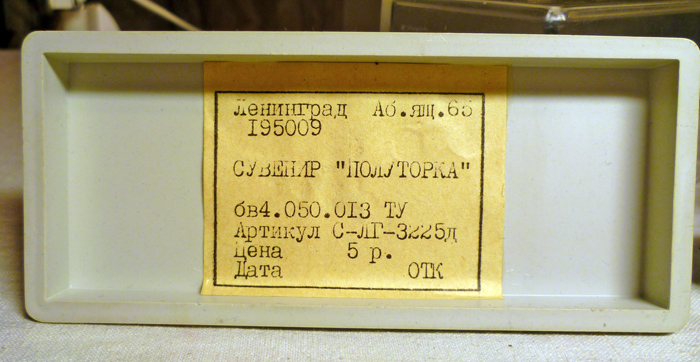 Ленинград Аб.ящ.65
195009
СУВЕНИР "ПОЛУТОРКА"
бв4.050.013 ТУ
Артикул С-ЛГ-3225д
Цена 5 р.
Дата ОТК